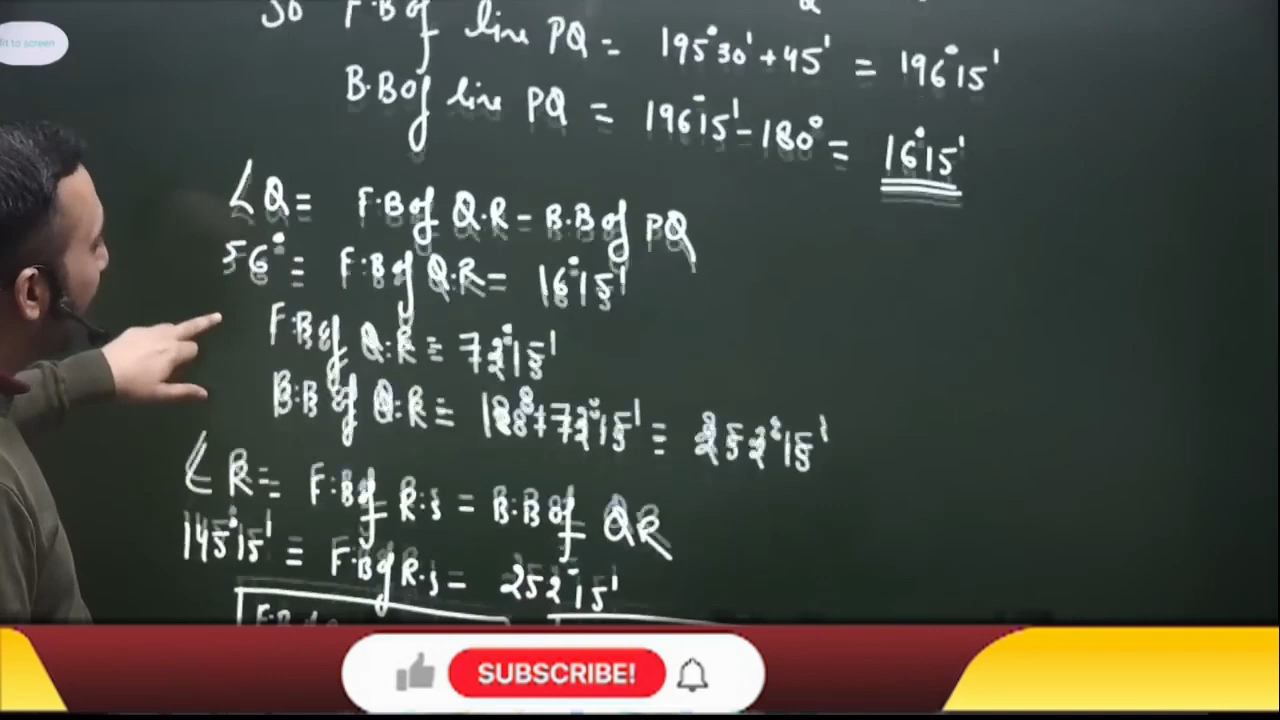 So F.B of line PQ = 195°30'+45' = 196°15'
B.B of line PQ = 196°15'-180° = 16°15'
∠Q = F.B of Q.R - B.B of PQ
56° = F.B of Q.R - 16°15'
F.B of Q.R = 72°15'
B.B of Q.R = 180°+72°15' = 252°15'
∠R = F.B of R.S - B.B of QR
145°15' = F.B of R.S - 252°15'
SUBSCRIBE!